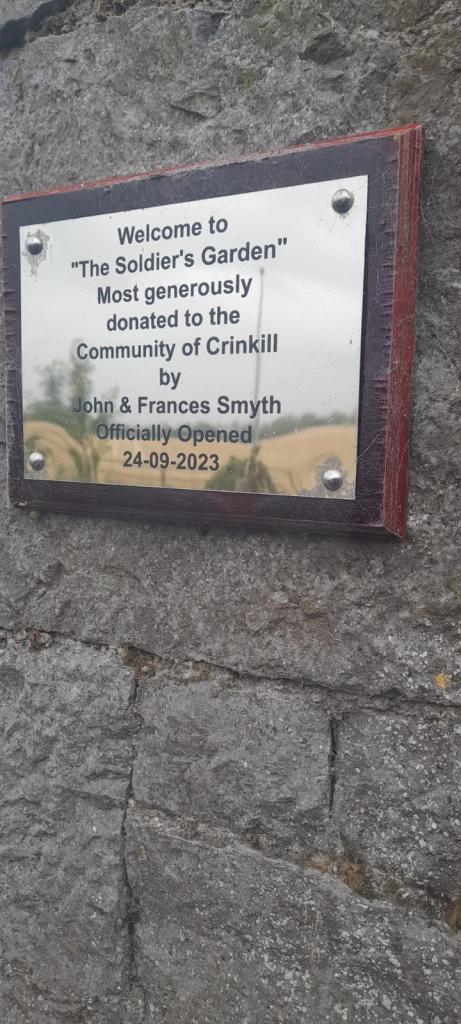 Welcome to
"The Soldier's Garden"
Most generously
donated to the
Community of Crinkill
by
John & Frances Smyth
Officially Opened
24-09-2023